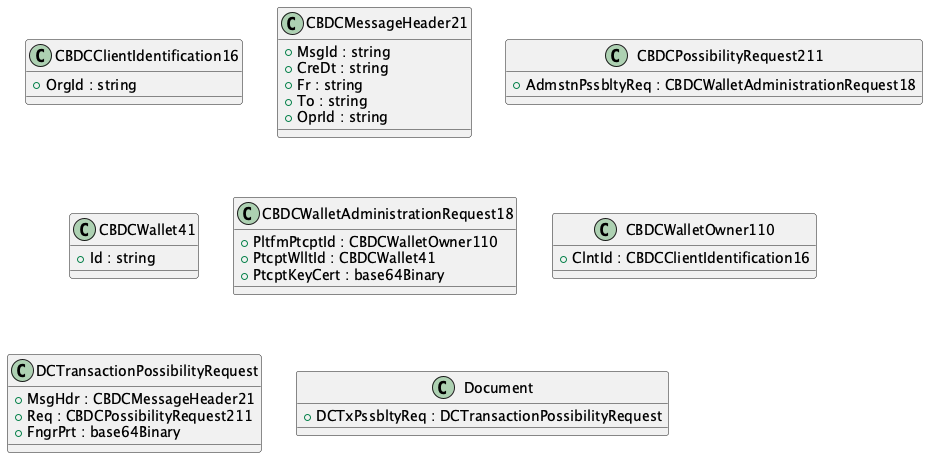 C CBDCClientIdentification16
OrgId : string
C CBDCMessageHeader21
MsgId : string
CreDt : string
Fr : string
To : string
OprId : string
C CBDCPossibilityRequest211
AdmstnPssbltyReq : CBDCWalletAdministrationRequest18
C CBDCWallet41
Id : string
C CBDCWalletAdministrationRequest18
PltfmPtcptId : CBDCWalletOwner110
PtcptWlltId : CBDCWallet41
PtcptKeyCert : base64Binary
C CBDCWalletOwner110
ClntId : CBDCClientIdentification16
C DCTransactionPossibilityRequest
MsgHdr : CBDCMessageHeader21
Req : CBDCPossibilityRequest211
FngrPrt : base64Binary
C Document
DCTxPssbltyReq : DCTransactionPossibilityRequest